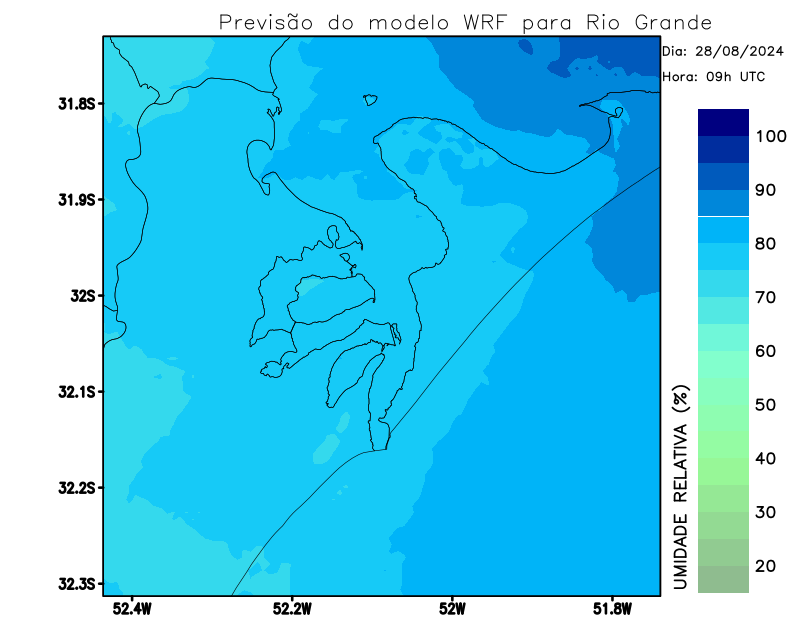 Previsão do modelo WRF para Rio Grande
Dia: 28/08/2024
Hora: 09h UTC
31.8S
31.9S
32S
32.1S
32.2S
32.3S
52.4W
52.2W
52W
51.8W
100
90
80
70
60
50
40
30
20
UMIDADE RELATIVA (%)